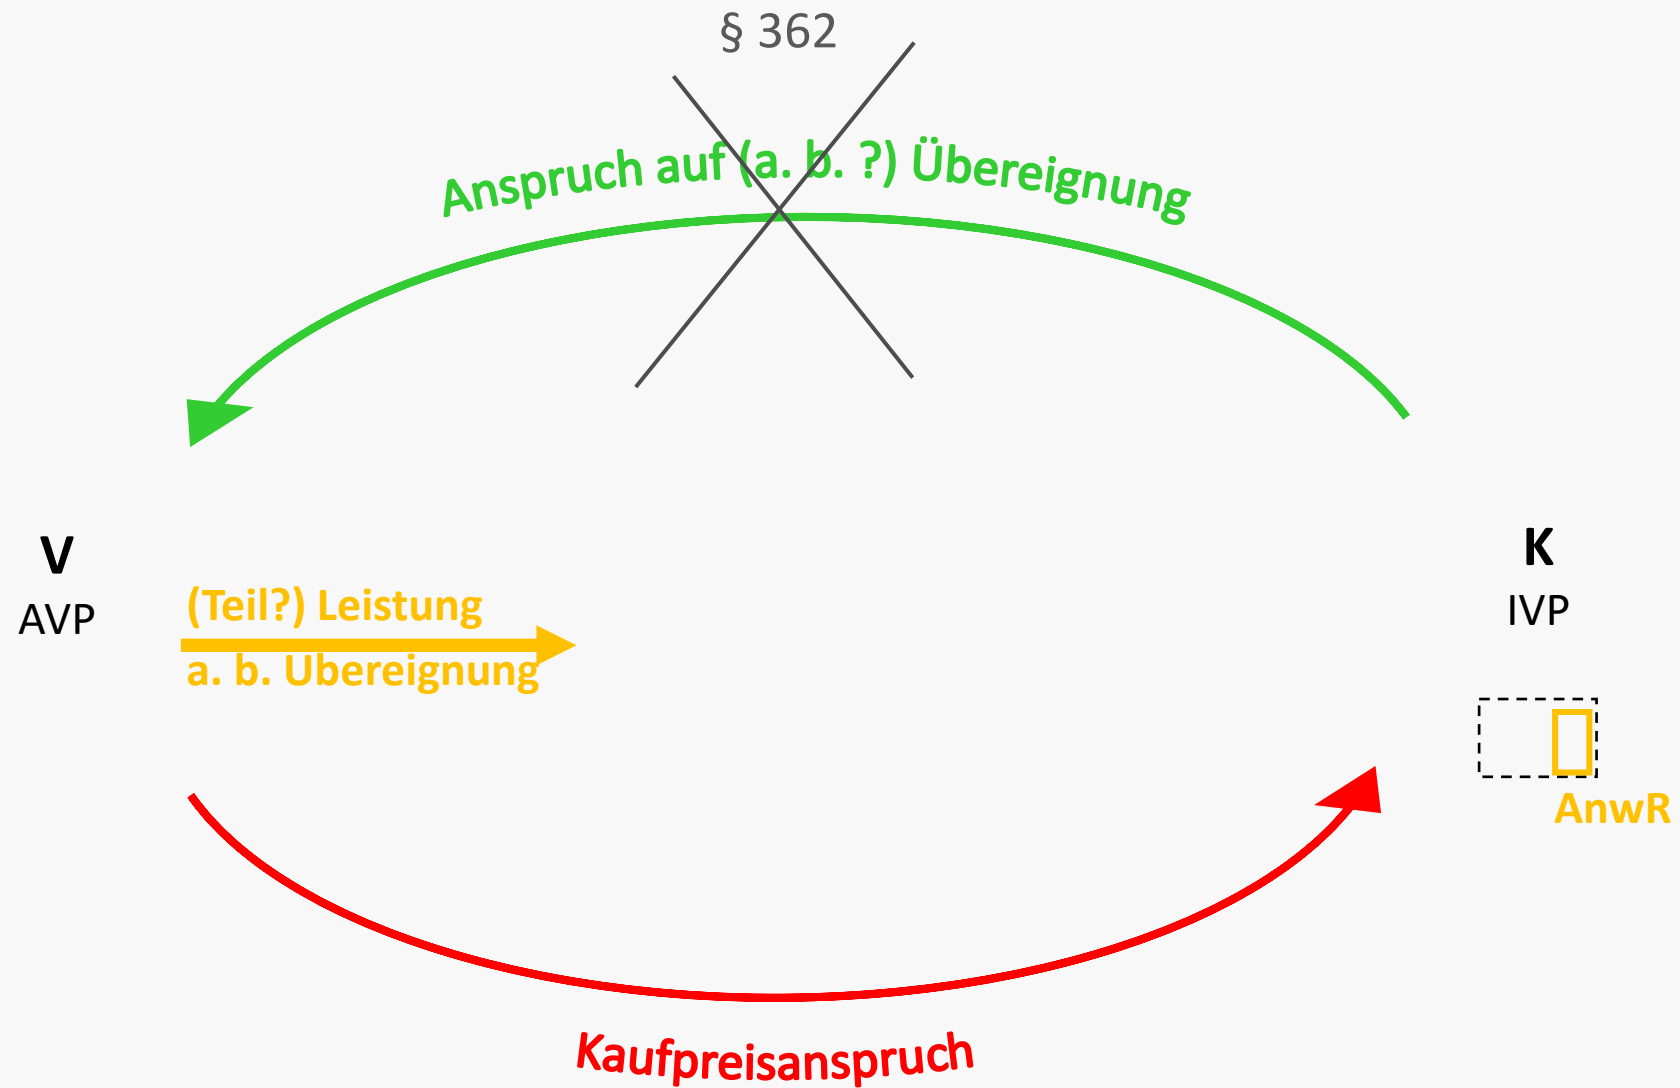 § 362
Anspruch auf (a. b. ?) Übereignung
V
AVP
K
IVP
(Teil?) Leistung
a. b. Übereignung
AnwR
Kaufpreisanspruch